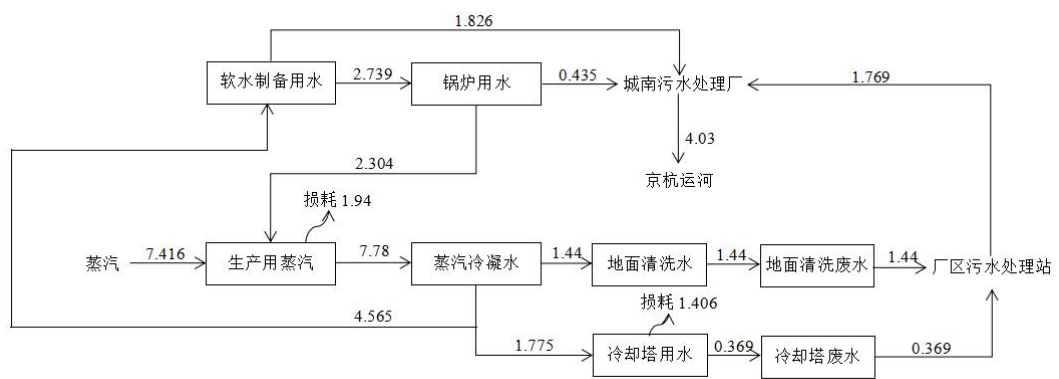 1.826
软水制备用水
2.739
锅炉用水
0.435
城南污水处理厂
1.769
4.03
2.304
京杭运河
损耗 1.94
蒸汽
7.416
生产用蒸汽
7.78
蒸汽冷凝水
1.44
地面清洗水
1.44
地面清洗废水
1.44
厂区污水处理站
损耗 1.406
4.565
1.775
冷却塔用水
0.369
冷却塔废水
0.369